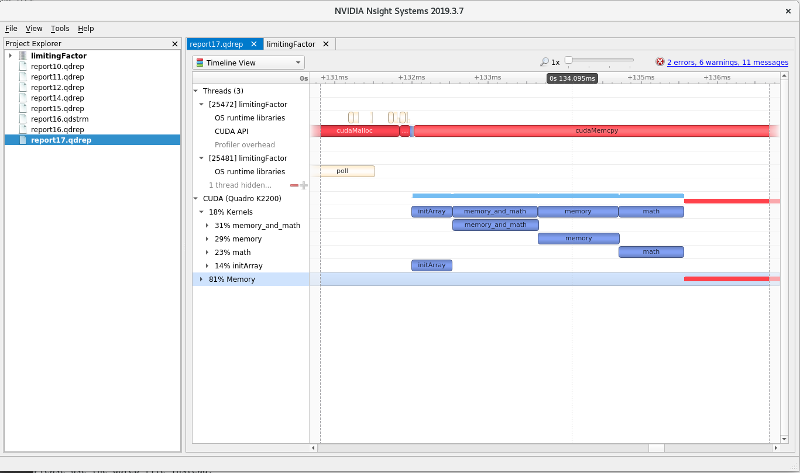 NVIDIA Nsight Systems 2019.3.7
File View Tools Help
Project Explorer
limitingFactor
report10.qdrep
report11.qdrep
report12.qdrep
report14.qdrep
report15.qdrep
report16.qdstrm
report16.qdrep
report17.qdrep
report17.qdrep limitingFactor
Timeline View 1x 2 errors, 6 warnings, 11 messages
0s +131ms +132ms +133ms 0s 134.095ms +135ms +136ms
Threads (3)
[25472] limitingFactor
OS runtime libraries
CUDA API cudaMalloc cudaMemcpy
Profiler overhead
[25481] limitingFactor
OS runtime libraries poll
1 thread hidden...
CUDA (Quadro K2200)
18% Kernels initArray memory_and_math memory math
31% memory_and_math memory_and_math
29% memory memory
23% math math
14% initArray initArray
81% Memory